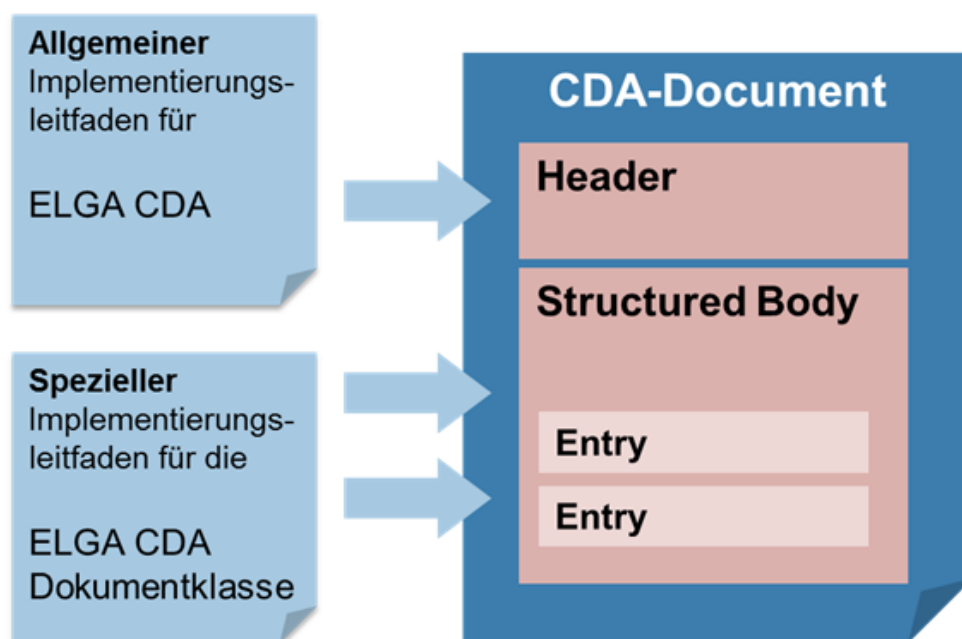 Allgemeiner
Implementierungs-
leitfaden für
ELGA CDA
Spezieller
Implementierungs-
leitfaden für die
ELGA CDA
Dokumentklasse
CDA-Document
Header
Structured Body
Entry
Entry